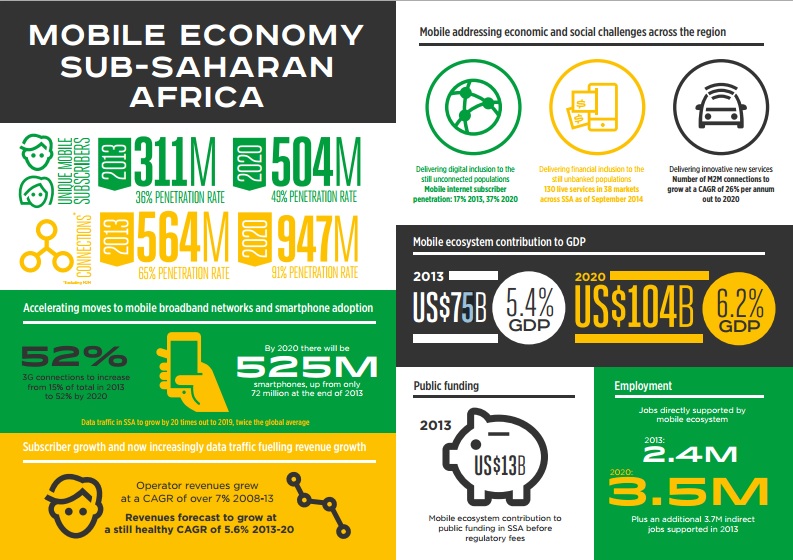 MOBILE ECONOMY
SUB-SAHARAN
AFRICA
UNIQUE MOBILE
SUBSCRIBERS
2013
311M
36% PENETRATION RATE
2020
504M
49% PENETRATION RATE
CONNECTIONS*
*Excluding M2M
2013
564M
65% PENETRATION RATE
2020
947M
91% PENETRATION RATE
Accelerating moves to mobile broadband networks and smartphone adoption
52%
3G connections to increase
from 15% of total in 2013
to 52% by 2020
By 2020 there will be
525M
smartphones, up from only
72 million at the end of 2013
Data traffic in SSA to grow by 20 times out to 2019, twice the global average
Subscriber growth and now increasingly data traffic fuelling revenue growth
Operator revenues grew
at a CAGR of over 7% 2008-13
Revenues forecast to grow at
a still healthy CAGR of 5.6% 2013-20
Mobile addressing economic and social challenges across the region
Delivering digital inclusion to the
still unconnected populations
Mobile internet subscriber
penetration: 17% 2013, 37% 2020
$
$
Delivering financial inclusion to the
still unbanked populations
130 live services in 38 markets
across SSA as of September 2014
Delivering innovative new services
Number of M2M connections to
grow at a CAGR of 26% per annum
out to 2020
Mobile ecosystem contribution to GDP
2013
US$75B
5.4%
GDP
2020
US$104B
6.2%
GDP
Public funding
2013
US$13B
Mobile ecosystem contribution to
public funding in SSA before
regulatory fees
Employment
Jobs directly supported by
mobile ecosystem
2013:
2.4M
2020:
3.5M
Plus an additional 3.7M indirect
jobs supported in 2013